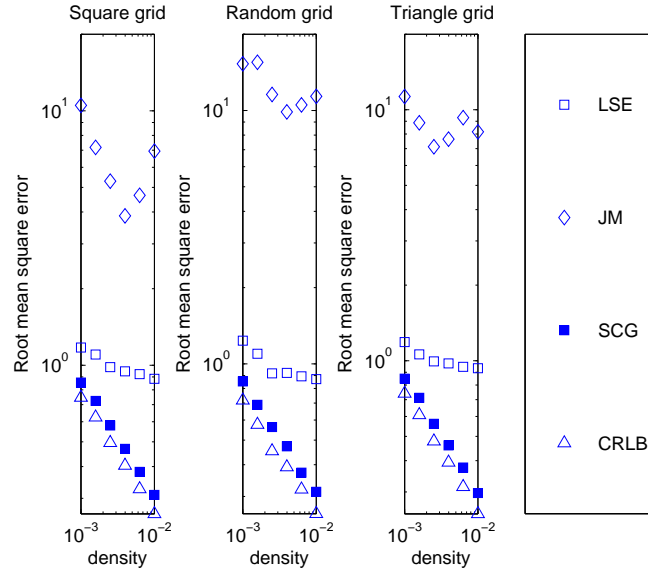 Square grid
Random grid
Triangle grid
Root mean square error
10^1
10^0
10^−3
10^−2
density
Root mean square error
10^1
10^0
10^−3
10^−2
density
Root mean square error
10^1
10^0
10^−3
10^−2
density
LSE
JM
SCG
CRLB